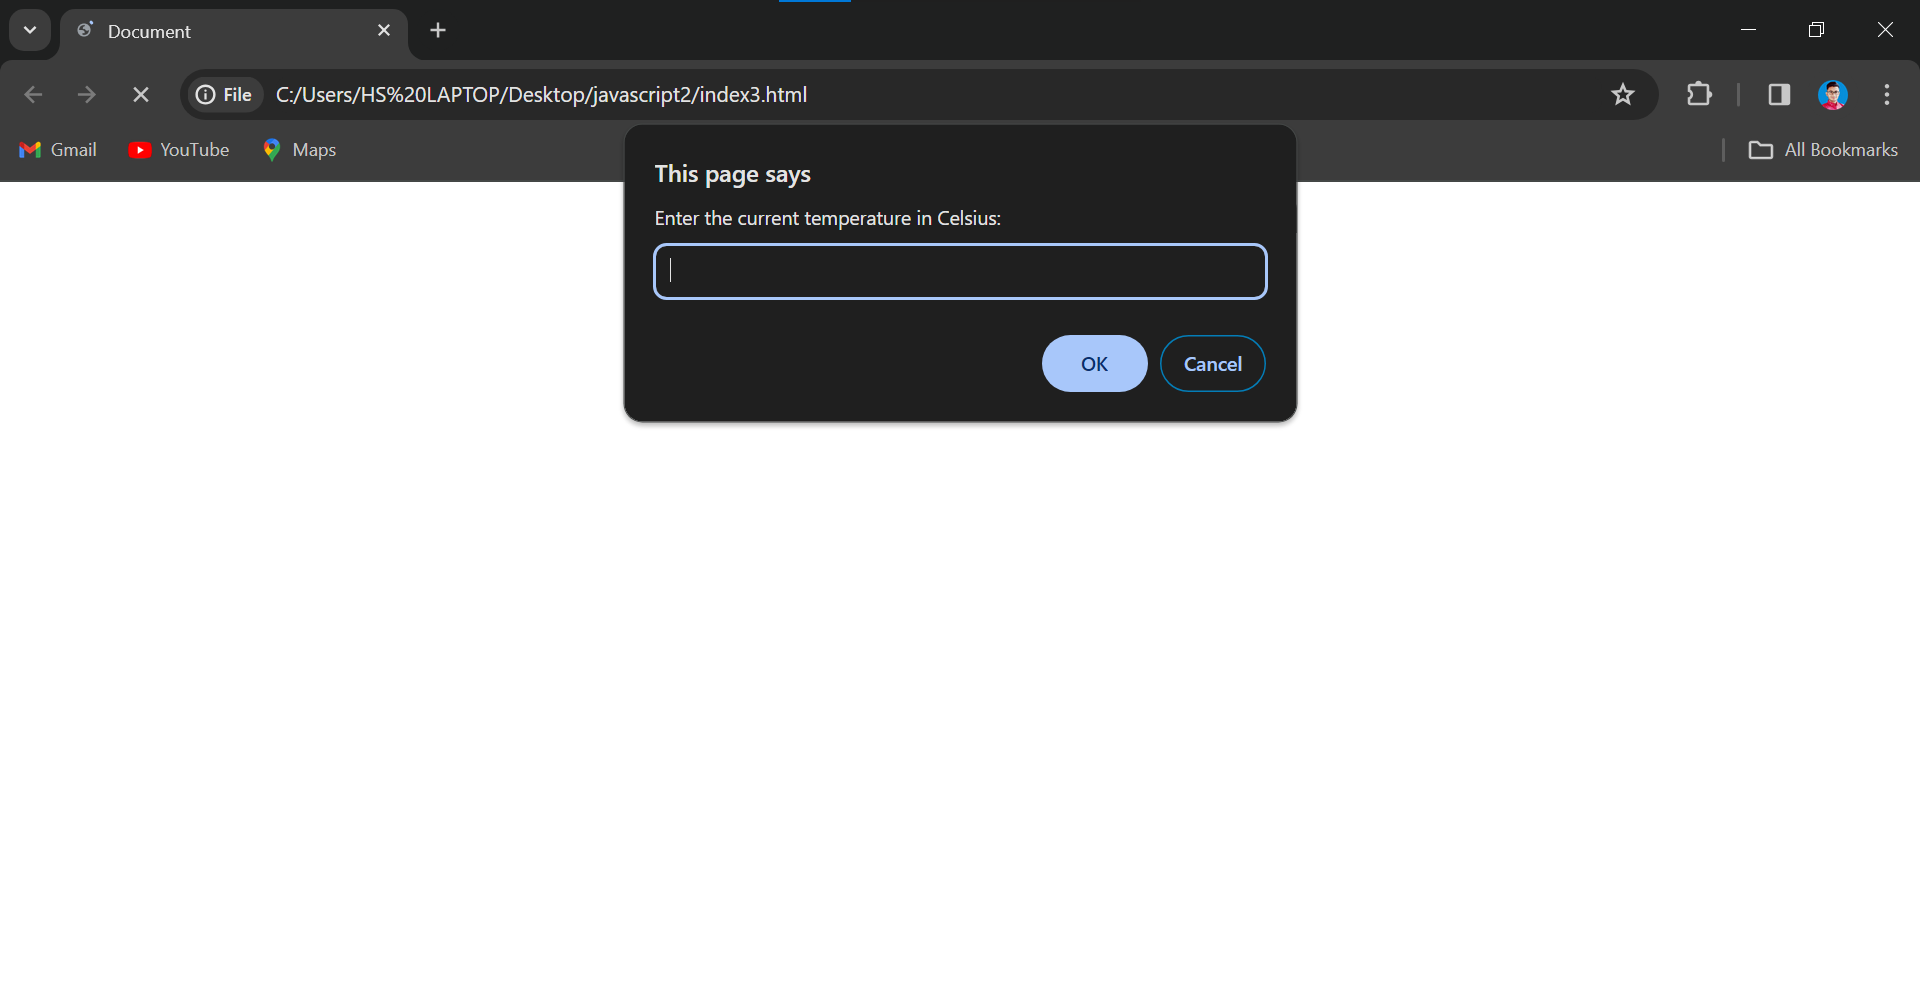 Document
File C:/Users/HS%20LAPTOP/Desktop/javascript2/index3.html
Gmail YouTube Maps All Bookmarks
This page says
Enter the current temperature in Celsius:
OK Cancel